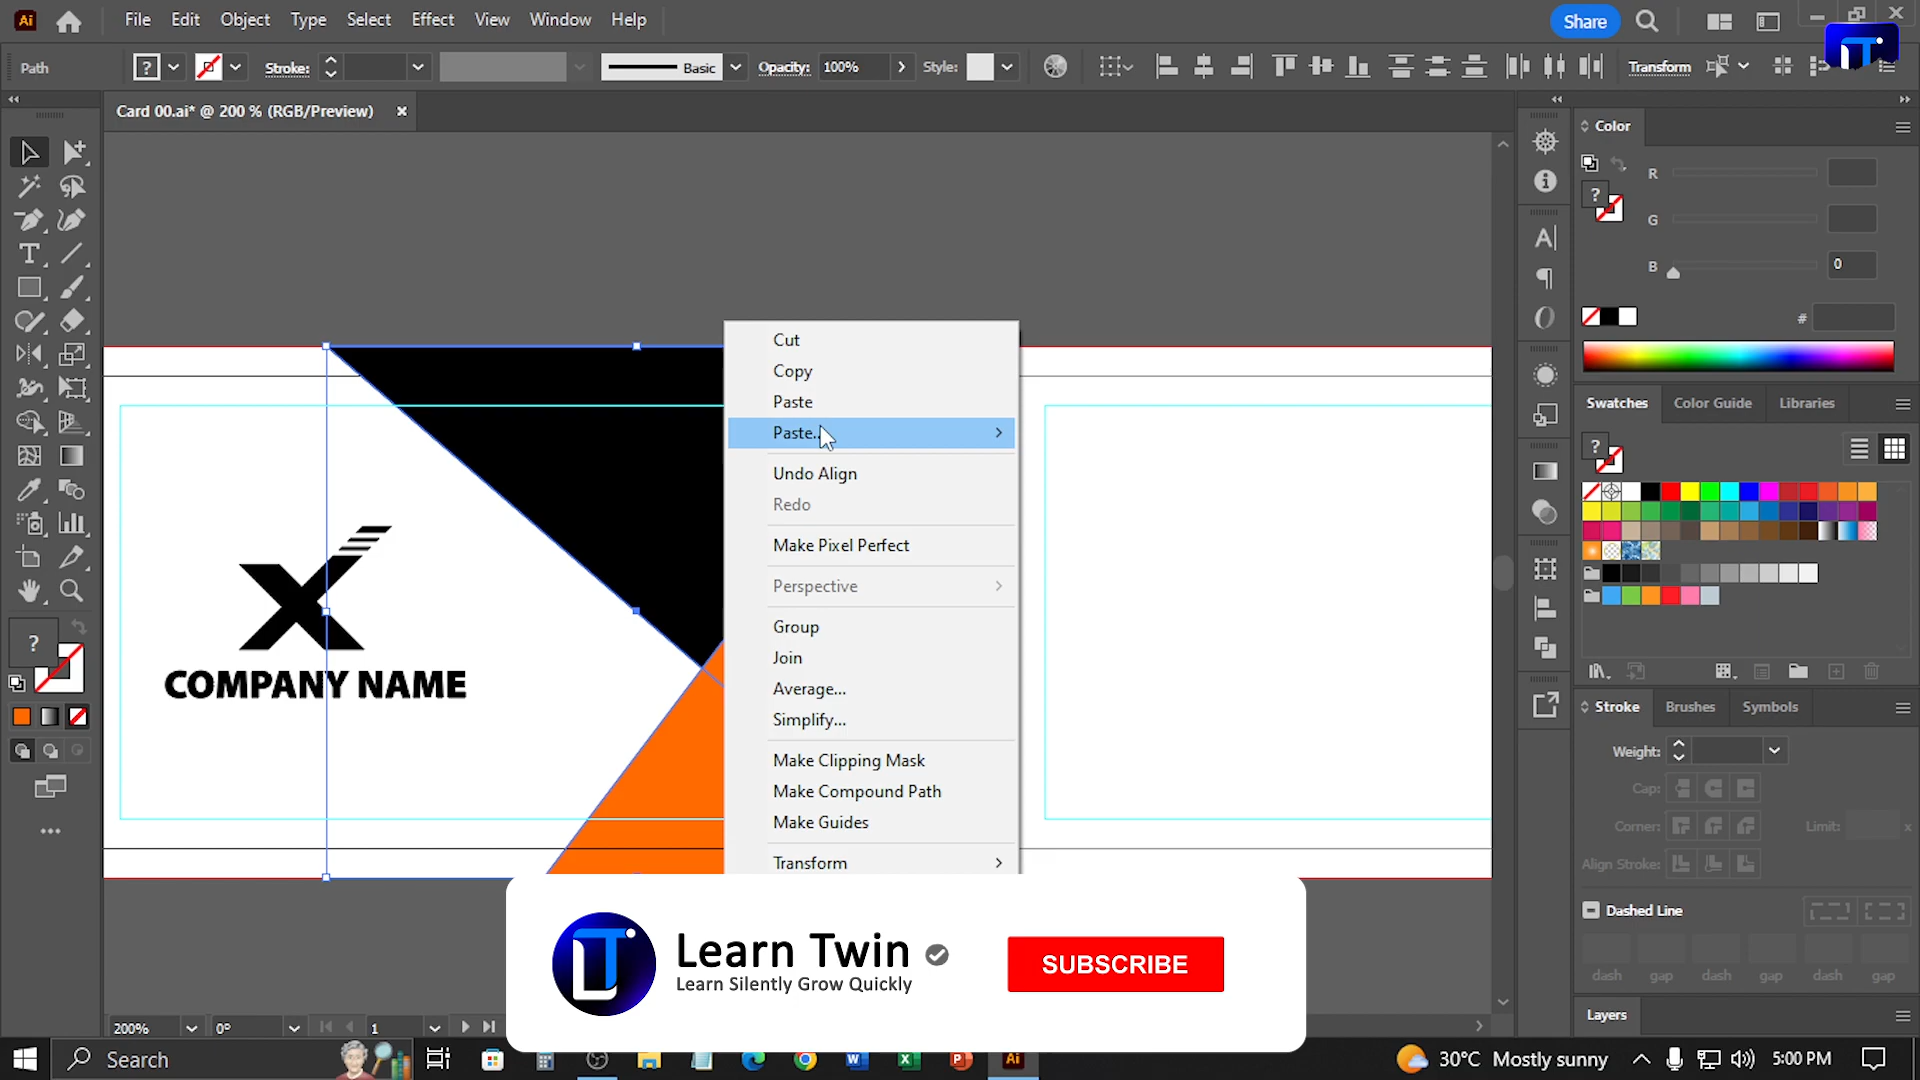 Ai File Edit Object Type Select Effect View Window Help Share
Path ? Stroke: Basic Opacity: 100% Style: Transform
Card 00.ai* @ 200 % (RGB/Preview) ×
Color
R
G
B 0
#
Swatches Color Guide Libraries
Cut
Copy
Paste
Paste...
Undo Align
Redo
Make Pixel Perfect
Perspective
Group
Join
Average...
Simplify...
Make Clipping Mask
Make Compound Path
Make Guides
Transform
COMPANY NAME
Stroke Brushes Symbols
Weight:
Cap:
Corner: Limit: x
Align Stroke:
Dashed Line
dash gap dash gap dash gap
Layers
Learn Twin
Learn Silently Grow Quickly
SUBSCRIBE
200% 0° 1
Search
30°C Mostly sunny 5:00 PM